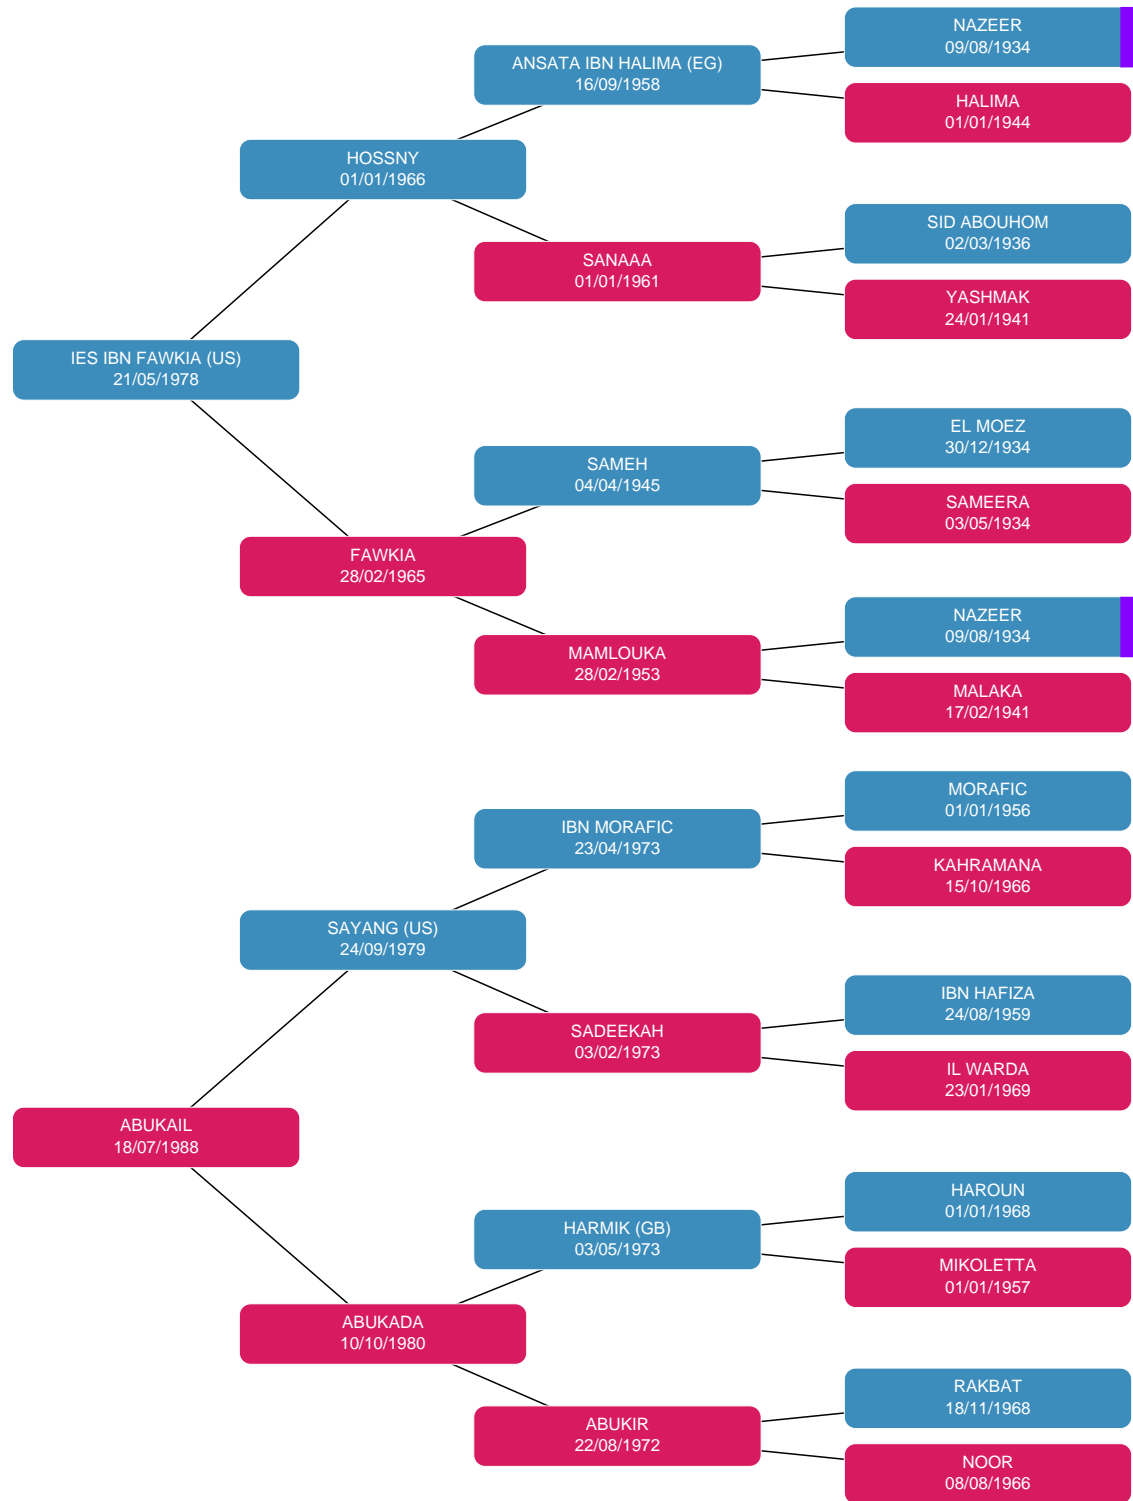 NAZEER
09/08/1934
ANSATA IBN HALIMA (EG)
16/09/1958
HALIMA
01/01/1944
HOSSNY
01/01/1966
SID ABOUHOM
02/03/1936
SANAAA
01/01/1961
YASHMAK
24/01/1941
IES IBN FAWKIA (US)
21/05/1978
EL MOEZ
30/12/1934
SAMEH
04/04/1945
SAMEERA
03/05/1934
FAWKIA
28/02/1965
NAZEER
09/08/1934
MAMLOUKA
28/02/1953
MALAKA
17/02/1941
MORAFIC
01/01/1956
IBN MORAFIC
23/04/1973
KAHRAMANA
15/10/1966
SAYANG (US)
24/09/1979
IBN HAFIZA
24/08/1959
SADEEKAH
03/02/1973
IL WARDA
23/01/1969
ABUKAIL
18/07/1988
HAROUN
01/01/1968
HARMIK (GB)
03/05/1973
MIKOLETTA
01/01/1957
ABUKADA
10/10/1980
RAKBAT
18/11/1968
ABUKIR
22/08/1972
NOOR
08/08/1966